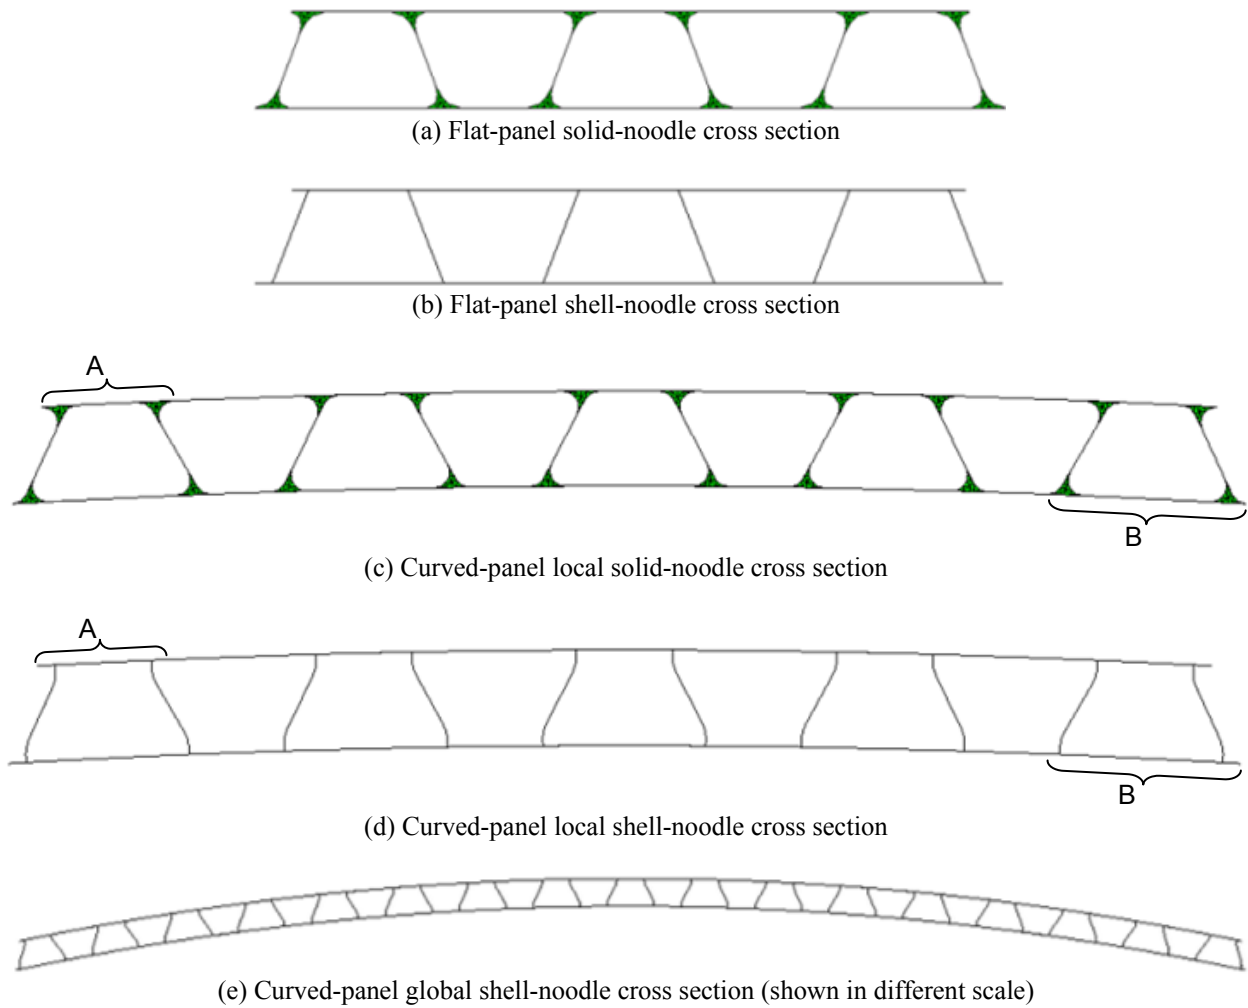 (a) Flat-panel solid-noodle cross section
(b) Flat-panel shell-noodle cross section
A
B
(c) Curved-panel local solid-noodle cross section
A
B
(d) Curved-panel local shell-noodle cross section
(e) Curved-panel global shell-noodle cross section (shown in different scale)